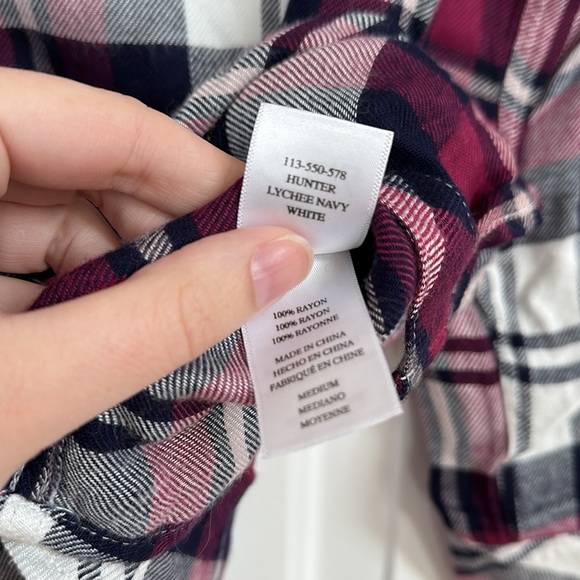 113-550-578
HUNTER
LYCHEE NAVY
WHITE
100% RAYON
100% RAYON
100% RAYONNE
MADE IN CHINA
HECHO EN CHINA
FABRIQUÉ EN CHINE
MEDIUM
MEDIANO
MOYENNE